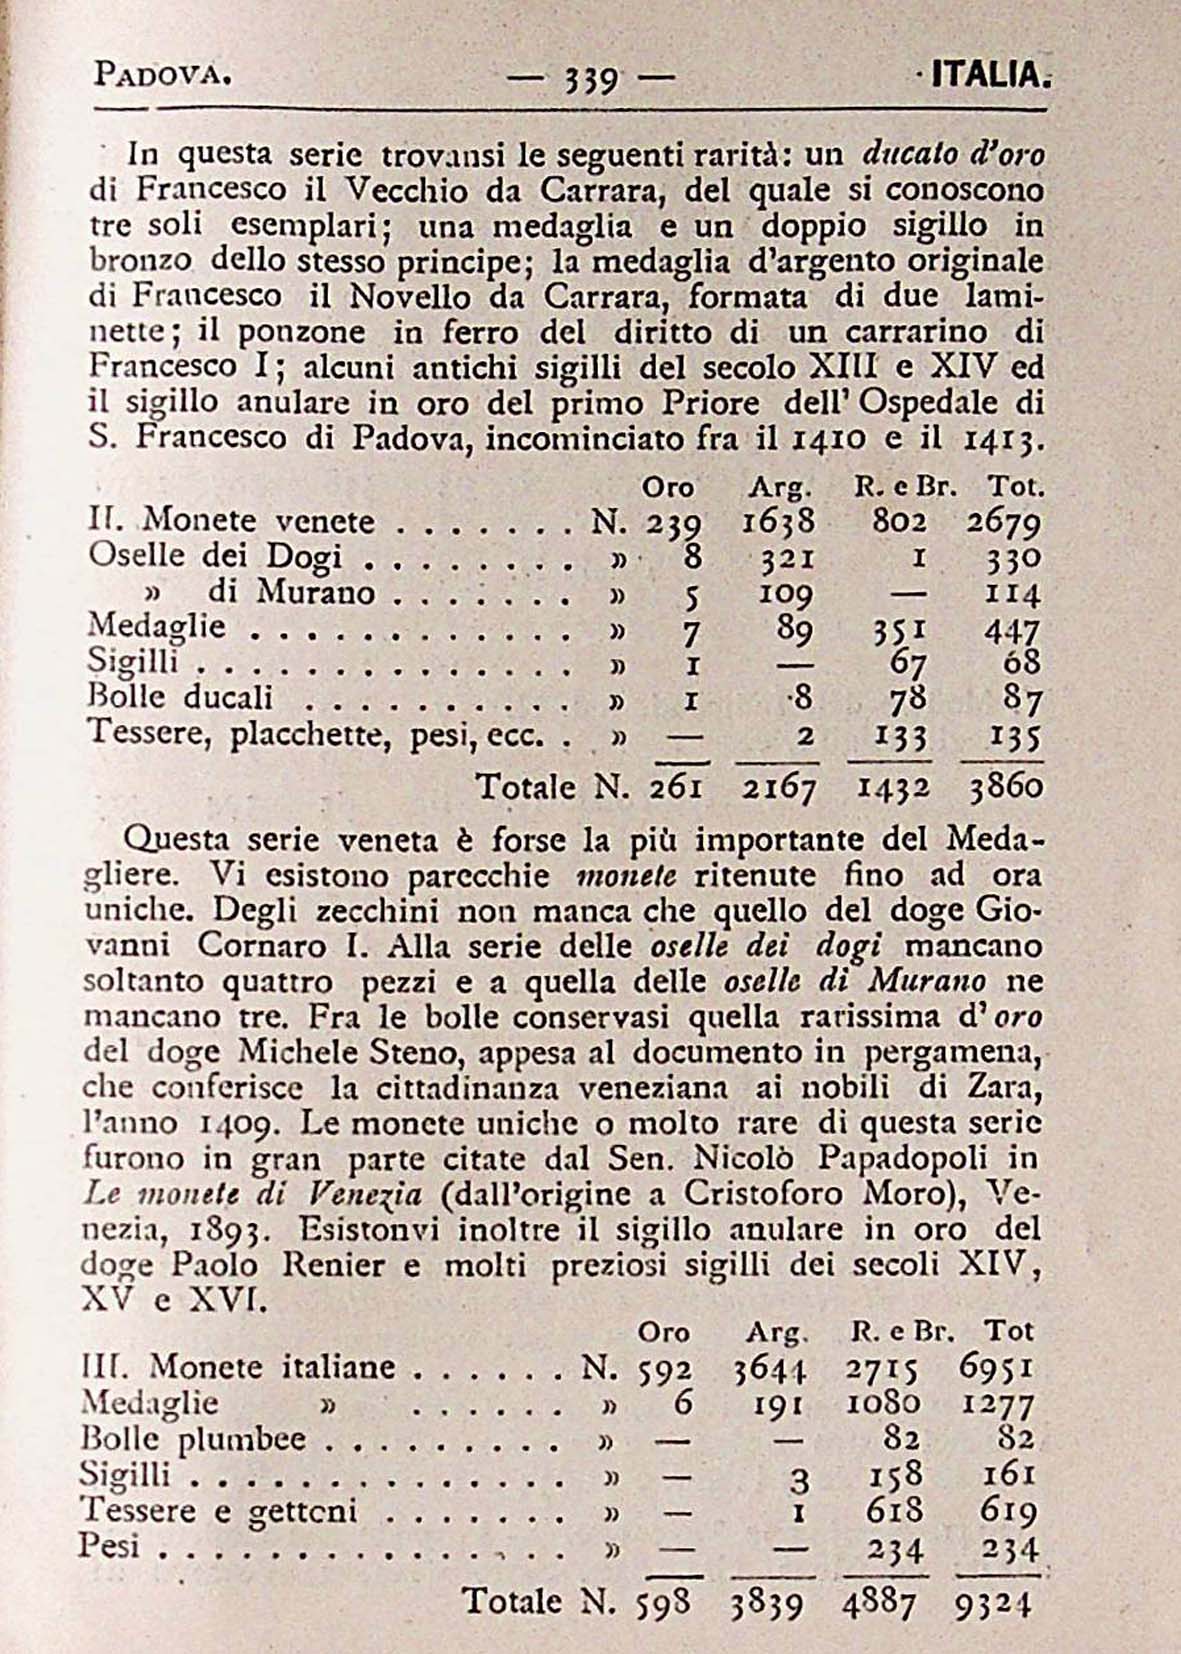 PADOVA. — 339 — ITALIA.
In questa serie trovansi le seguenti rarità: un ducato d'oro
di Francesco il Vecchio da Carrara, del quale si conoscono
tre soli esemplari; una medaglia e un doppio sigillo in
bronzo dello stesso principe; la medaglia d'argento originale
di Francesco il Novello da Carrara, formata di due lami-
nette; il ponzone in ferro del diritto di un carrarino di
Francesco I; alcuni antichi sigilli del secolo XIII e XIV ed
il sigillo anulare in oro del primo Priore dell' Ospedale di
S. Francesco di Padova, incominciato fra il 1410 e il 1413.
Oro Arg. R. e Br. Tot.
II. Monete venete . . . . . . . N. 239 1638 802 2679
Oselle dei Dogi . . . . . . . . » 8 321 1 330
» di Murano . . . . . . . » 5 109 — 114
Medaglie . . . . . . . . . . . . » 7 89 351 447
Sigilli . . . . . . . . . . . . . . » 1 — 67 68
Bolle ducali . . . . . . . . . . » 1 8 78 87
Tessere, placchette, pesi, ecc. . » — 2 133 135
Totale N. 261 2167 1432 3860
Questa serie veneta è forse la più importante del Meda-
gliere. Vi esistono parecchie monete ritenute fino ad ora
uniche. Degli zecchini non manca che quello del doge Gio-
vanni Cornaro I. Alla serie delle oselle dei dogi mancano
soltanto quattro pezzi e a quella delle oselle di Murano ne
mancano tre. Fra le bolle conservasi quella rarissima d' oro
del doge Michele Steno, appesa al documento in pergamena,
che conferisce la cittadinanza veneziana ai nobili di Zara,
l'anno 1409. Le monete uniche o molto rare di questa serie
furono in gran parte citate dal Sen. Nicolò Papadopoli in
Le monete di Venezia (dall'origine a Cristoforo Moro), Ve-
nezia, 1893. Esistonvi inoltre il sigillo anulare in oro del
doge Paolo Renier e molti preziosi sigilli dei secoli XIV,
XV e XVI.
Oro Arg. R. e Br. Tot
III. Monete italiane . . . . . . N. 592 3644 2715 6951
Medaglie » . . . . . . » 6 191 1080 1277
Bolle plumbee . . . . . . . . . » — — 82 82
Sigilli . . . . . . . . . . . . . . » — 3 158 161
Tessere e gettoni . . . . . . . » — 1 618 619
Pesi . . . . . . . . . . . . . . . » — — 234 234
Totale N. 598 3839 4887 9324